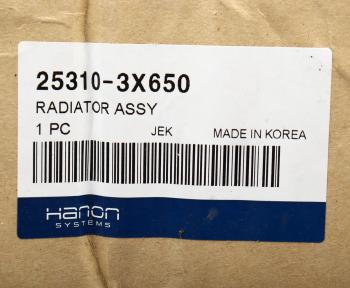 25310-3X650
RADIATOR ASSY
1 PC JEK MADE IN KOREA
Hanon
SYSTEMS